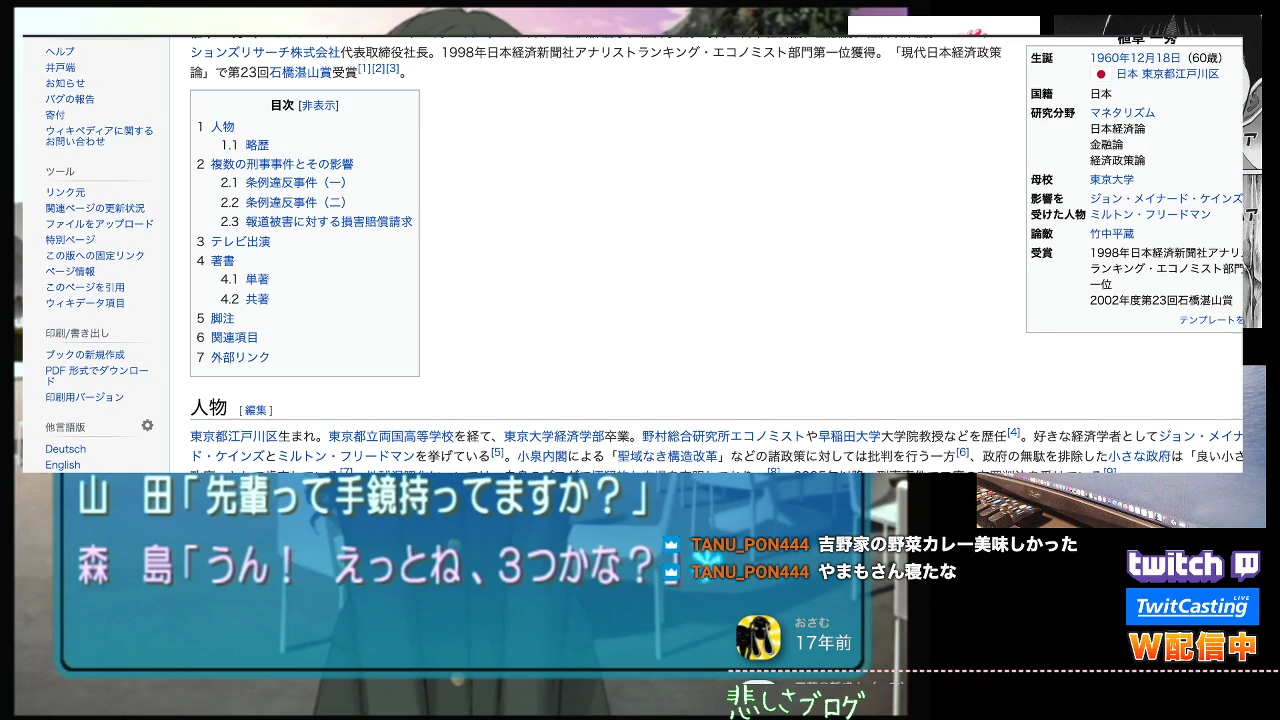 ションズリサーチ株式会社代表取締役社長。1998年日本経済新聞社アナリストランキング・エコノミスト部門第一位獲得。「現代日本経済政策
論」で第23回石橋湛山賞受賞[1][2][3]。
ヘルプ
井戸端
お知らせ
バグの報告
寄付
ウィキペディアに関する
お問い合わせ
ツール
リンク元
関連ページの更新状況
ファイルをアップロード
特別ページ
この版への固定リンク
ページ情報
このページを引用
ウィキデータ項目
印刷/書き出し
ブックの新規作成
PDF 形式でダウンロー
ド
印刷用バージョン
他言語版
Deutsch
English
目次 [非表示]
1 人物
1.1 略歴
2 複数の刑事事件とその影響
2.1 条例違反事件（一）
2.2 条例違反事件（二）
2.3 報道被害に対する損害賠償請求
3 テレビ出演
4 著書
4.1 単著
4.2 共著
5 脚注
6 関連項目
7 外部リンク
植草 一秀
生誕 1960年12月18日（60歳）
日本 東京都江戸川区
国籍 日本
研究分野 マネタリズム
日本経済論
金融論
経済政策論
母校 東京大学
影響を ジョン・メイナード・ケインズ
受けた人物 ミルトン・フリードマン
論敵 竹中平蔵
受賞 1998年日本経済新聞社アナリ
ランキング・エコノミスト部門
一位
2002年度第23回石橋湛山賞
テンプレートを
人物 [編集]
東京都江戸川区生まれ。東京都立両国高等学校を経て、東京大学経済学部卒業。野村総合研究所エコノミストや早稲田大学大学院教授などを歴任[4]。好きな経済学者としてジョン・メイナ
ド・ケインズとミルトン・フリードマンを挙げている[5]。小泉内閣による「聖域なき構造改革」などの諸政策に対しては批判を行う一方[6]、政府の無駄を排除した小さな政府は「良い小さ
山 田「先輩って手鏡持ってますか？」
森 島「うん！ えっとね、3つかな？」
TANU_PON444 吉野家の野菜カレー美味しかった
TANU_PON444 やまもさん寝たな
おさむ
17年前
悲しさブログ
twitch
TwitCasting LIVE
W配信中